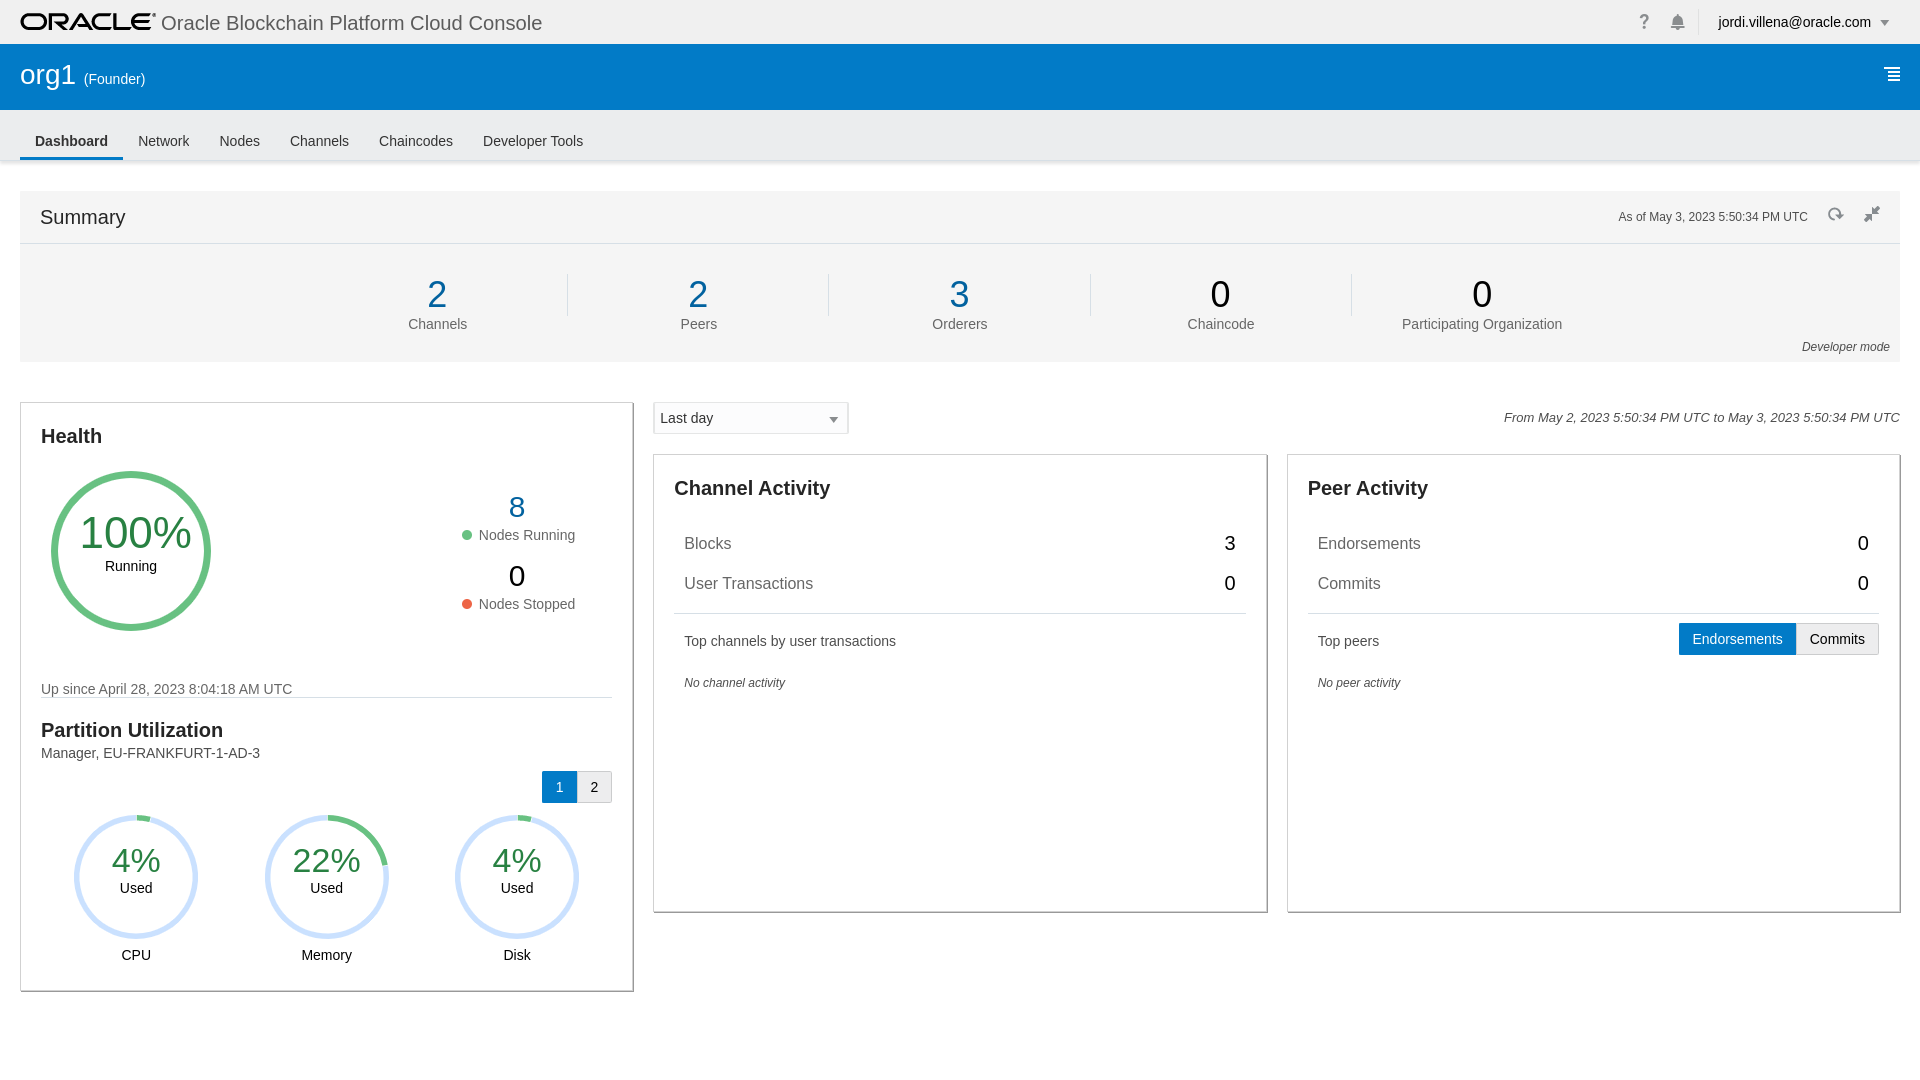 ORACLE® Oracle Blockchain Platform Cloud Console
? jordi.villena@oracle.com
org1 (Founder)
Dashboard Network Nodes Channels Chaincodes Developer Tools
Summary
As of May 3, 2023 5:50:34 PM UTC
2 2 3 0 0
Channels Peers Orderers Chaincode Participating Organization
Developer mode
Health
100%
Running
8
Nodes Running
0
Nodes Stopped
Up since April 28, 2023 8:04:18 AM UTC
Partition Utilization
Manager, EU-FRANKFURT-1-AD-3
1 2
4% 22% 4%
Used Used Used
CPU Memory Disk
Last day
From May 2, 2023 5:50:34 PM UTC to May 3, 2023 5:50:34 PM UTC
Channel Activity
Blocks 3
User Transactions 0
Top channels by user transactions
No channel activity
Peer Activity
Endorsements 0
Commits 0
Top peers Endorsements Commits
No peer activity